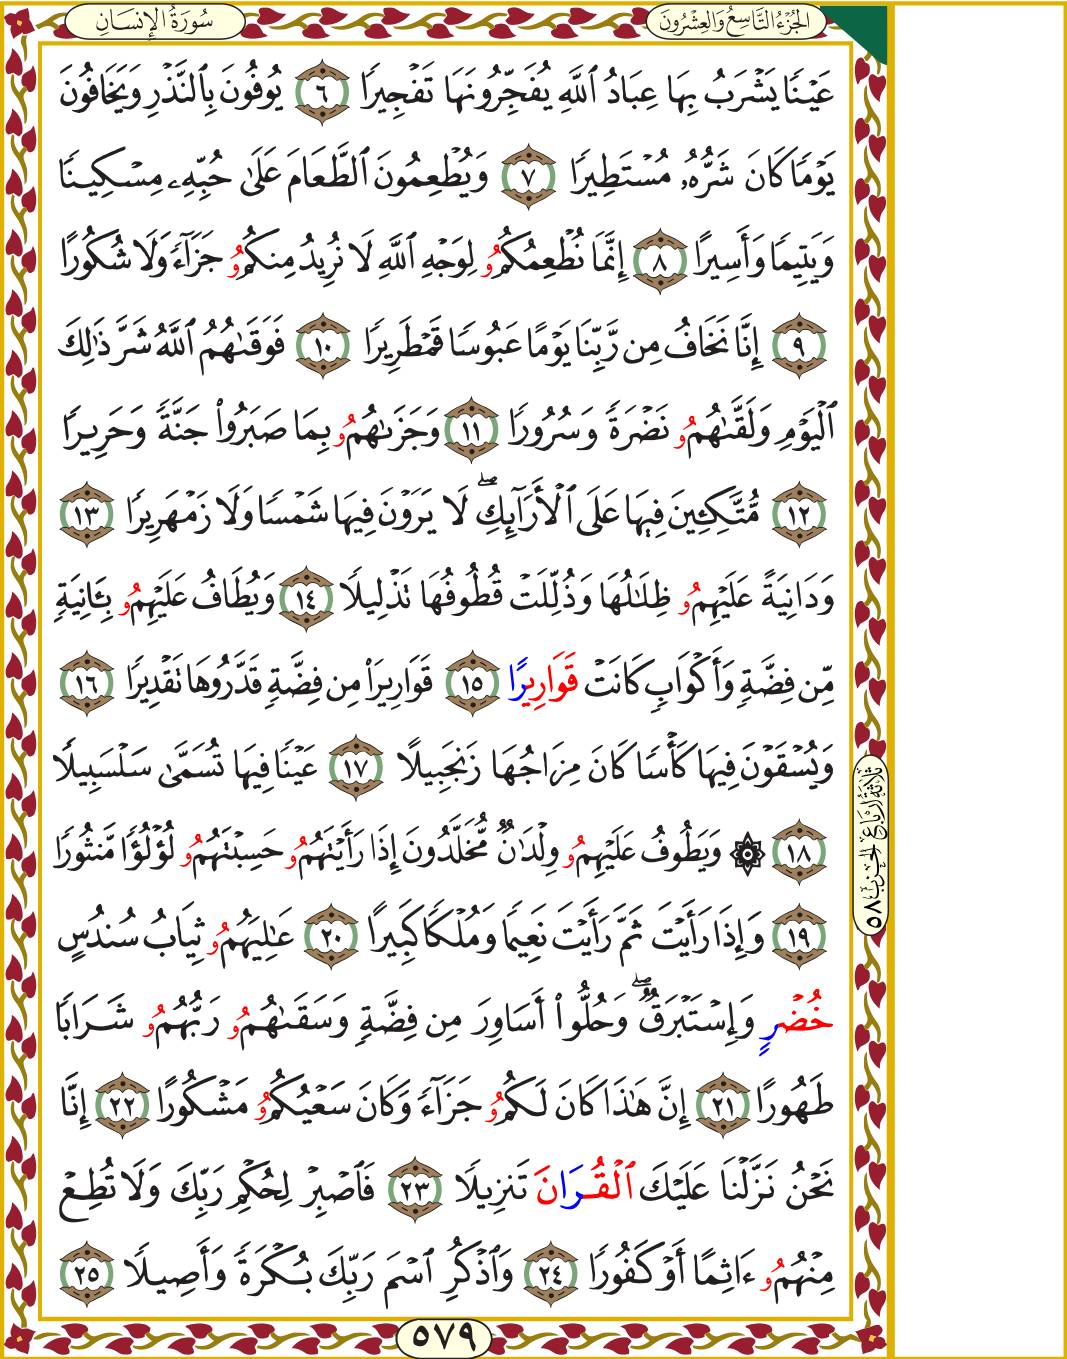 سُورَةُ الإِنسَانِ
الجُزْءُ التَّاسِعُ وَالعِشْرُونَ
عَيْنٗا يَشْرَبُ بِهَا عِبَادُ ٱللَّهِ يُفَجِّرُونَهَا تَفْجِيرٗا ٦ يُوفُونَ بِٱلنَّذْرِ وَيَخَافُونَ
يَوْمٗا كَانَ شَرُّهُۥ مُسْتَطِيرٗا ٧ وَيُطْعِمُونَ ٱلطَّعَامَ عَلَىٰ حُبِّهِۦ مِسْكِينٗا
وَيَتِيمٗا وَأَسِيرًا ٨ إِنَّمَا نُطْعِمُكُمُۥ لِوَجْهِ ٱللَّهِ لَا نُرِيدُ مِنكُمُۥ جَزَآءٗ وَلَا شُكُورًا
٩ إِنَّا نَخَافُ مِن رَّبِّنَا يَوْمًا عَبُوسٗا قَمْطَرِيرٗا ١٠ فَوَقَىٰهُمُ ٱللَّهُ شَرَّ ذَٰلِكَ
ٱلْيَوْمِ وَلَقَّىٰهُمُۥ نَضْرَةٗ وَسُرُورٗا ١١ وَجَزَىٰهُمُۥ بِمَا صَبَرُوا۟ جَنَّةٗ وَحَرِيرٗا
١٢ مُّتَّكِـِٔينَ فِيهَا عَلَى ٱلْأَرَآئِكِۖ لَا يَرَوْنَ فِيهَا شَمْسٗا وَلَا زَمْهَرِيرٗا ١٣
وَدَانِيَةً عَلَيْهِمُۥ ظِلَٰلُهَا وَذُلِّلَتْ قُطُوفُهَا تَذْلِيلٗا ١٤ وَيُطَافُ عَلَيْهِمُۥ بِـَٔانِيَةٖ
مِّن فِضَّةٖ وَأَكْوَابٖ كَانَتْ قَوَارِيرٗا ١٥ قَوَارِيرَا۟ مِن فِضَّةٖ قَدَّرُوهَا تَقْدِيرٗا ١٦
وَيُسْقَوْنَ فِيهَا كَأْسٗا كَانَ مِزَاجُهَا زَنجَبِيلًا ١٧ عَيْنٗا فِيهَا تُسَمَّىٰ سَلْسَبِيلٗا
١٨ ۞ وَيَطُوفُ عَلَيْهِمُۥ وِلْدَٰنٞ مُّخَلَّدُونَ إِذَا رَأَيْتَهُمُۥ حَسِبْتَهُمُۥ لُؤْلُؤٗا مَّنثُورٗا
١٩ وَإِذَا رَأَيْتَ ثَمَّ رَأَيْتَ نَعِيمٗا وَمُلْكٗا كَبِيرًا ٢٠ عَٰلِيَهُمُۥ ثِيَابُ سُندُسٍ
خُضْرٍ وَإِسْتَبْرَقٞۖ وَحُلُّوٓا۟ أَسَاوِرَ مِن فِضَّةٖ وَسَقَىٰهُمُۥ رَبُّهُمُۥ شَرَابٗا
طَهُورًا ٢١ إِنَّ هَٰذَا كَانَ لَكُمُۥ جَزَآءٗ وَكَانَ سَعْيُكُمُۥ مَشْكُورًا ٢٢ إِنَّا
نَحْنُ نَزَّلْنَا عَلَيْكَ ٱلْقُرَانَ تَنزِيلٗا ٢٣ فَٱصْبِرْ لِحُكْمِ رَبِّكَ وَلَا تُطِعْ
مِنْهُمُۥ ءَاثِمًا أَوْ كَفُورٗا ٢٤ وَٱذْكُرِ ٱسْمَ رَبِّكَ بُكْرَةٗ وَأَصِيلٗا ٢٥
ثَلَاثَةُ أَرْبَاعِ الحِزْبِ ٥٨
٥٧٩